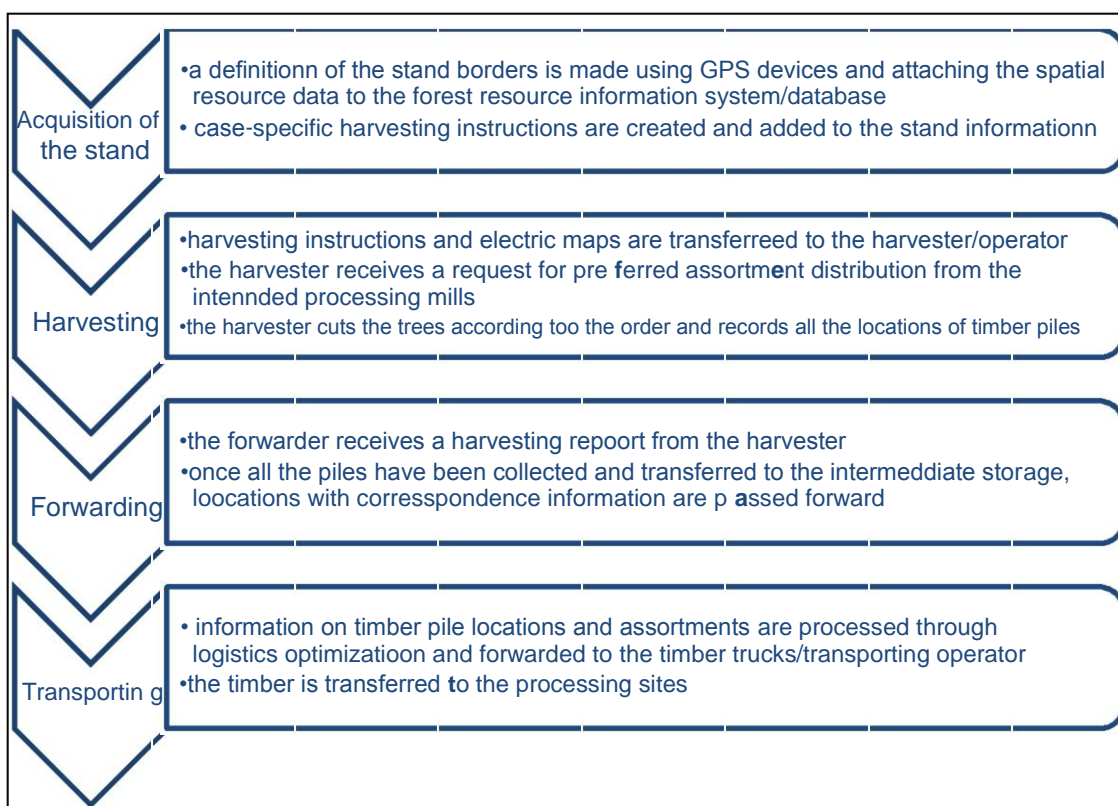 Acquisition of
the stand
•a definitionn of the stand borders is made using GPS devices and attaching the spatial
resource data to the forest resource information system/database
• case-specific harvesting instructions are created and added to the stand informationn
Harvesting
•harvesting instructions and electric maps are transferreed to the harvester/operator
•the harvester receives a request for pre ferred assortment distribution from the
intennded processing mills
•the harvester cuts the trees according too the order and records all the locations of timber piles
Forwarding
•the forwarder receives a harvesting repoort from the harvester
•once all the piles have been collected and transferred to the intermeddiate storage,
loocations with corresspondence information are p assed forward
Transportin g
• information on timber pile locations and assortments are processed through
logistics optimizatioon and forwarded to the timber trucks/transporting operator
•the timber is transferred to the processing sites